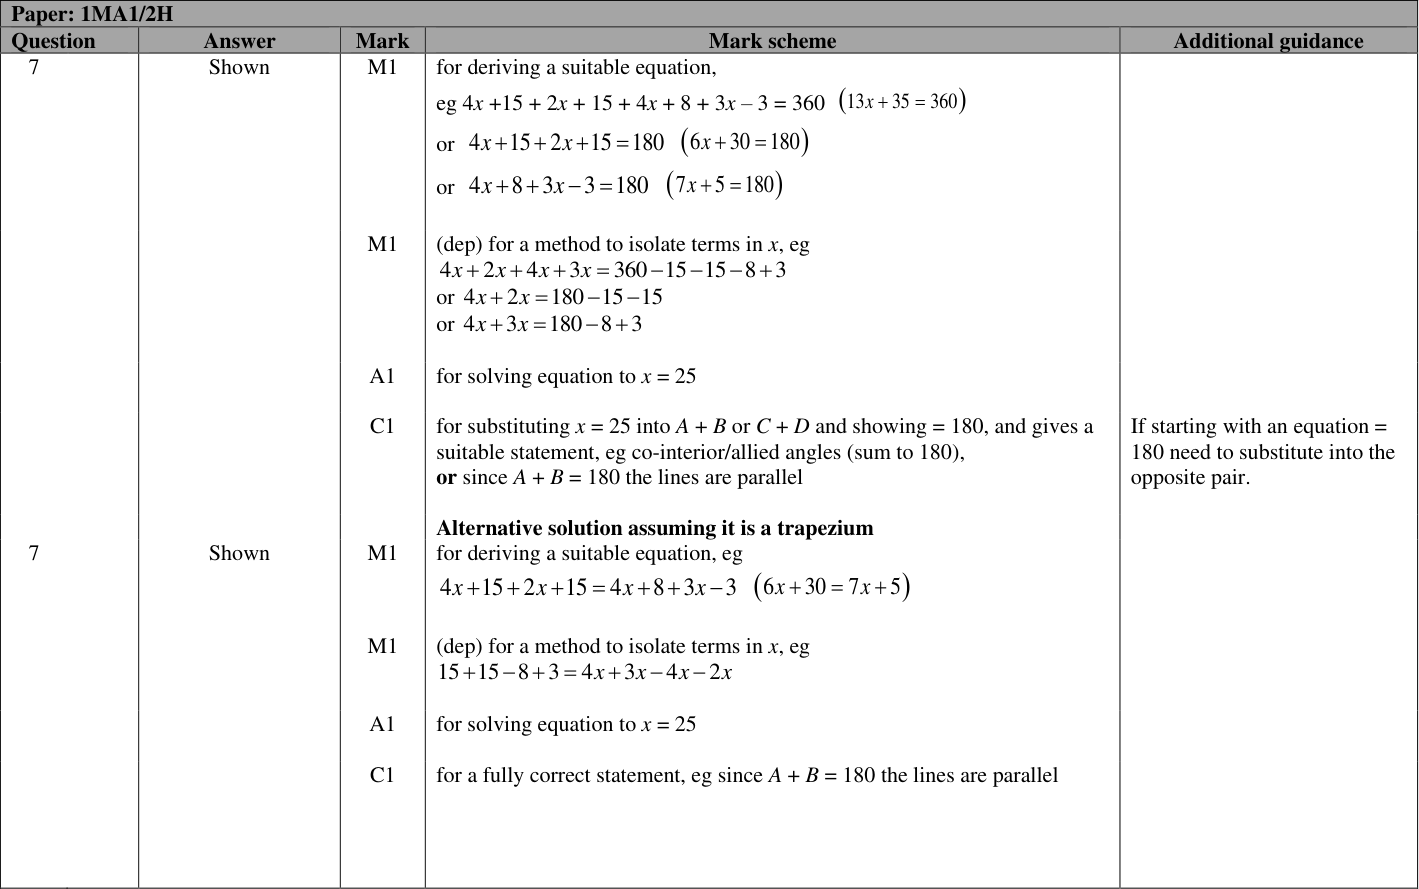 Paper: 1MA1/2H
Question Answer Mark Mark scheme Additional guidance
7 Shown M1 for deriving a suitable equation,
eg 4x +15 + 2x + 15 + 4x + 8 + 3x – 3 = 360 (13x + 35 = 360)
or 4x+15+2x+15=180 (6x+30=180)
or 4x+8+3x−3=180 (7x+5=180)
M1 (dep) for a method to isolate terms in x, eg
4x+2x+4x+3x=360−15−15−8+3
or 4x+2x=180−15−15
or 4x+3x=180−8+3
A1 for solving equation to x = 25
C1 for substituting x = 25 into A + B or C + D and showing = 180, and gives a If starting with an equation =
suitable statement, eg co-interior/allied angles (sum to 180), 180 need to substitute into the
or since A + B = 180 the lines are parallel opposite pair.
Alternative solution assuming it is a trapezium
7 Shown M1 for deriving a suitable equation, eg
4x+15+2x+15=4x+8+3x−3 (6x+30=7x+5)
M1 (dep) for a method to isolate terms in x, eg
15+15−8+3=4x+3x−4x−2x
A1 for solving equation to x = 25
C1 for a fully correct statement, eg since A + B = 180 the lines are parallel